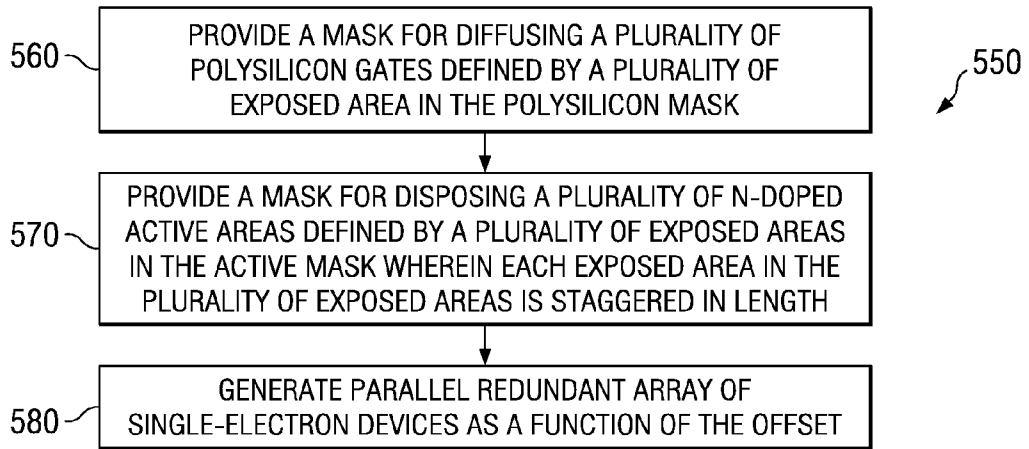 560
PROVIDE A MASK FOR DIFFUSING A PLURALITY OF
POLYSILICON GATES DEFINED BY A PLURALITY OF
EXPOSED AREA IN THE POLYSILICON MASK
550
570
PROVIDE A MASK FOR DISPOSING A PLURALITY OF N-DOPED
ACTIVE AREAS DEFINED BY A PLURALITY OF EXPOSED AREAS
IN THE ACTIVE MASK WHEREIN EACH EXPOSED AREA IN THE
PLURALITY OF EXPOSED AREAS IS STAGGERED IN LENGTH
580
GENERATE PARALLEL REDUNDANT ARRAY OF
SINGLE-ELECTRON DEVICES AS A FUNCTION OF THE OFFSET